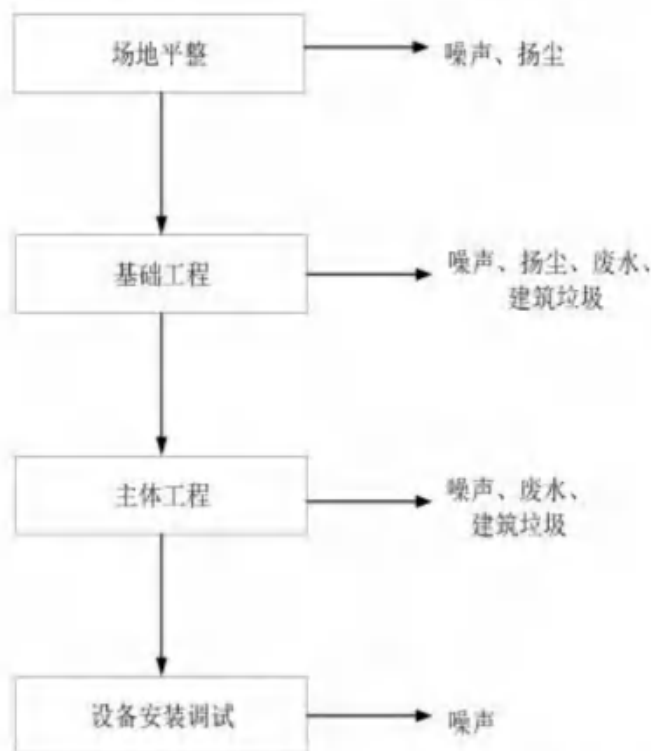 场地平整
噪声、扬尘
基础工程
噪声、扬尘、废水、
建筑垃圾
主体工程
噪声、废水、
建筑垃圾
设备安装调试
噪声